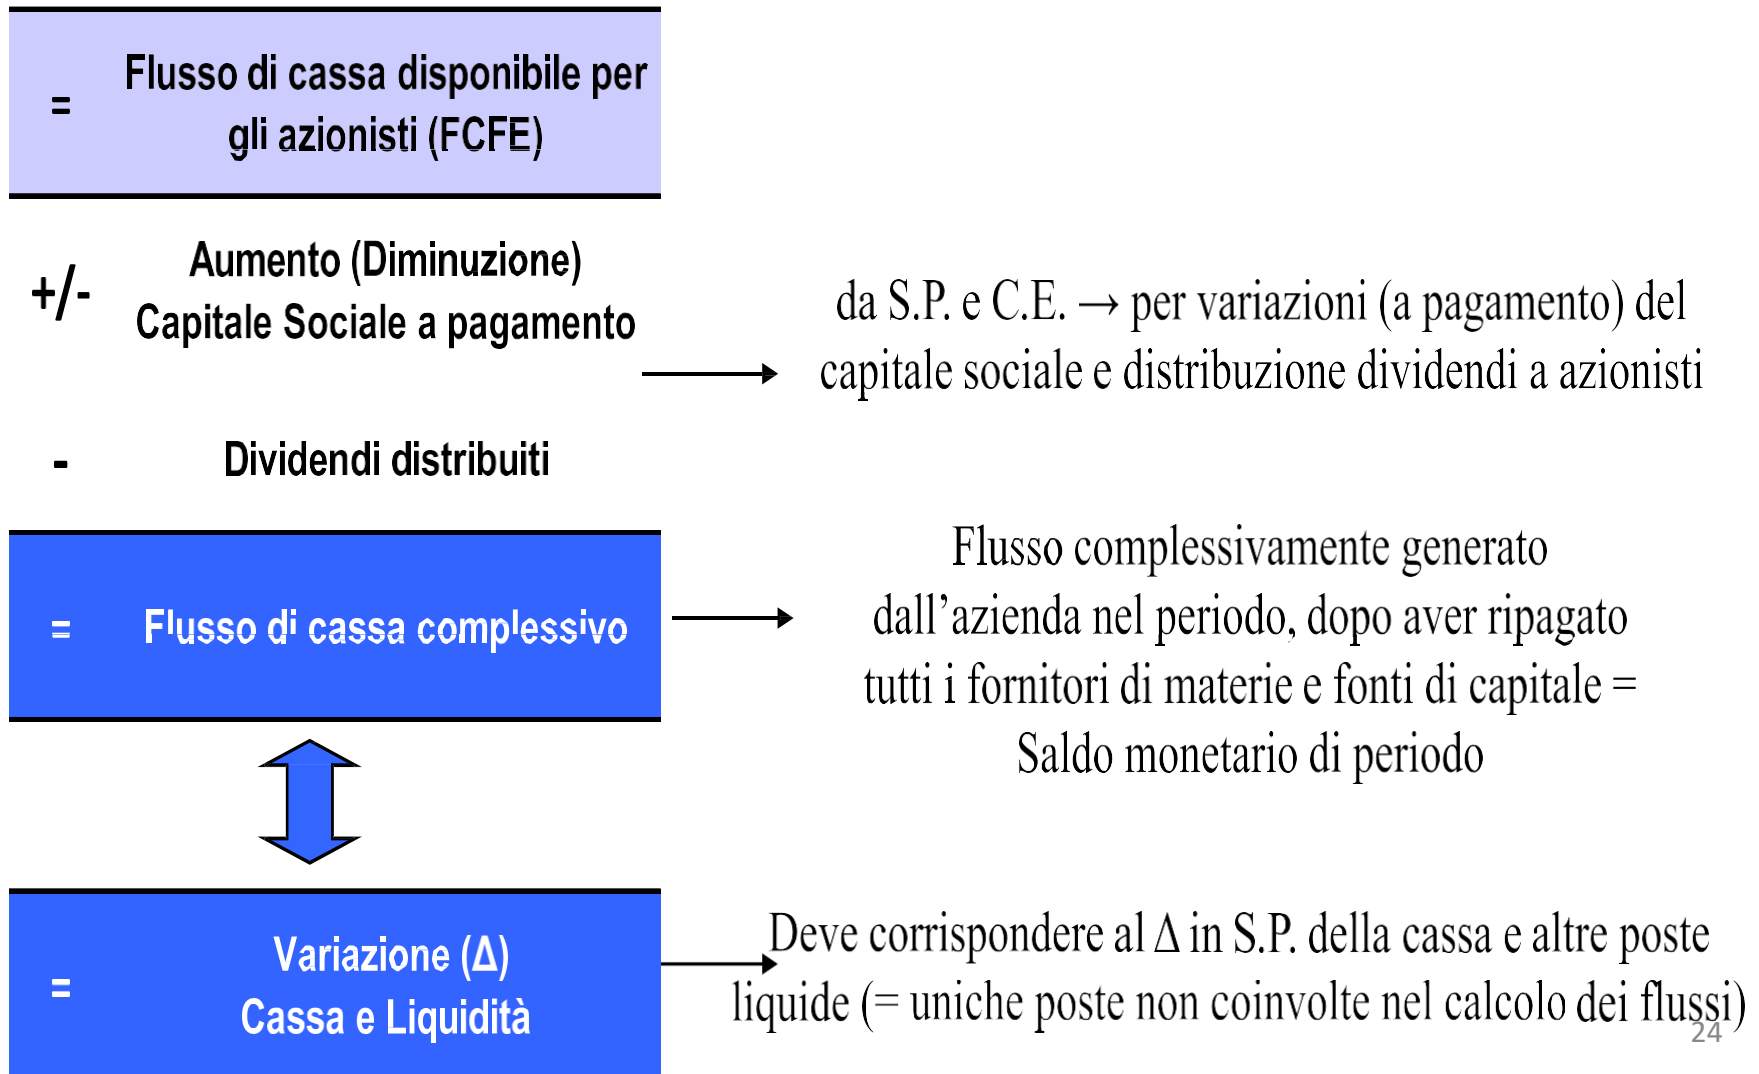 =
Flusso di cassa disponibile per
gli azionisti (FCFE)
+/-
Aumento (Diminuzione)
Capitale Sociale a pagamento
da S.P. e C.E. → per variazioni (a pagamento) del
capitale sociale e distribuzione dividendi a azionisti
-
Dividendi distribuiti
=
Flusso di cassa complessivo
Flusso complessivamente generato
dall’azienda nel periodo, dopo aver ripagato
tutti i fornitori di materie e fonti di capitale =
Saldo monetario di periodo
=
Variazione (Δ)
Cassa e Liquidità
Deve corrispondere al Δ in S.P. della cassa e altre poste
liquide (= uniche poste non coinvolte nel calcolo dei flussi)
24